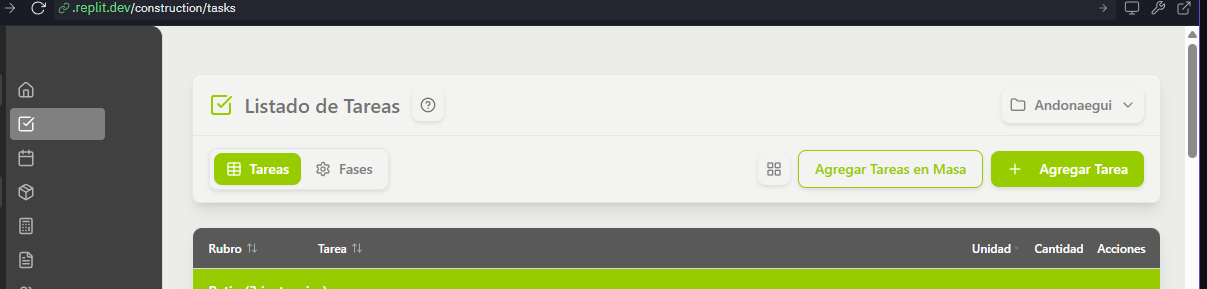 .replit.dev/construction/tasks
Listado de Tareas
Andonaegui
Tareas
Fases
Agregar Tareas en Masa
+ Agregar Tarea
Rubro
Tarea
Unidad
Cantidad
Acciones